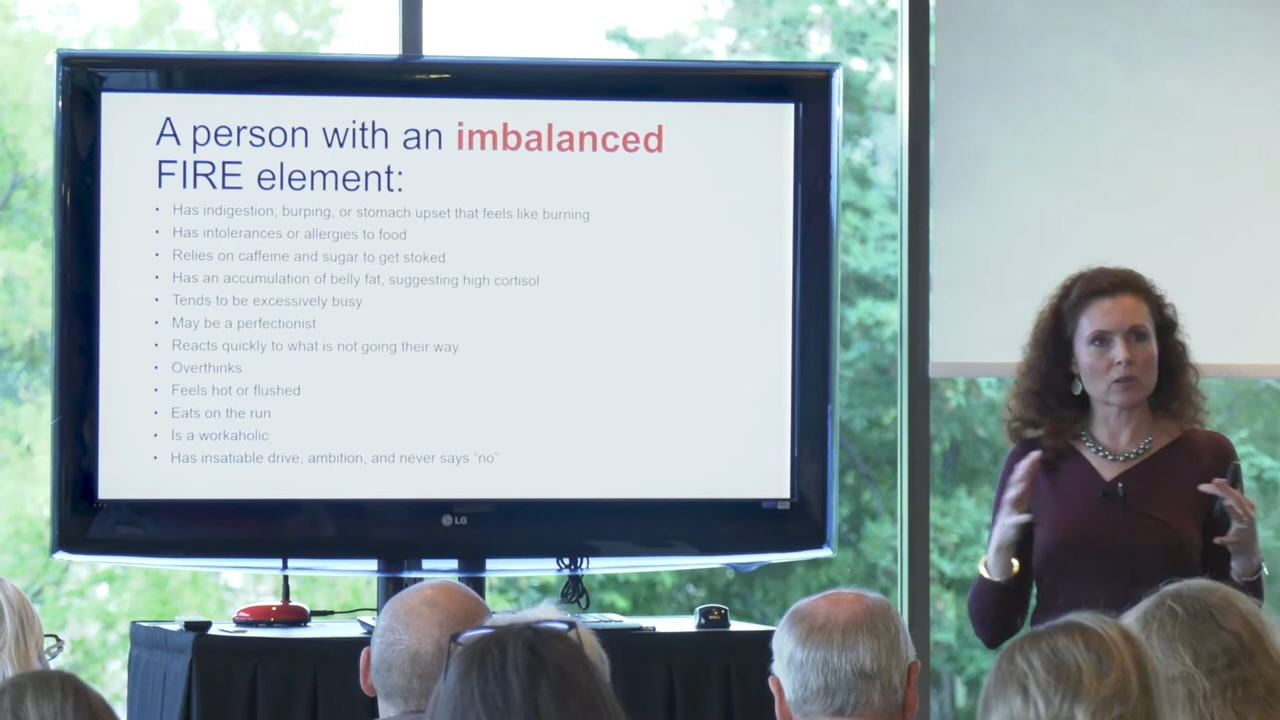 A person with an imbalanced
FIRE element:
• Has indigestion, burping, or stomach upset that feels like burning
• Has intolerances or allergies to food
• Relies on caffeine and sugar to get stoked
• Has an accumulation of belly fat, suggesting high cortisol
• Tends to be excessively busy
• May be a perfectionist
• Reacts quickly to what is not going their way
• Overthinks
• Feels hot or flushed
• Eats on the run
• Is a workaholic
• Has insatiable drive, ambition, and never says “no”
LG